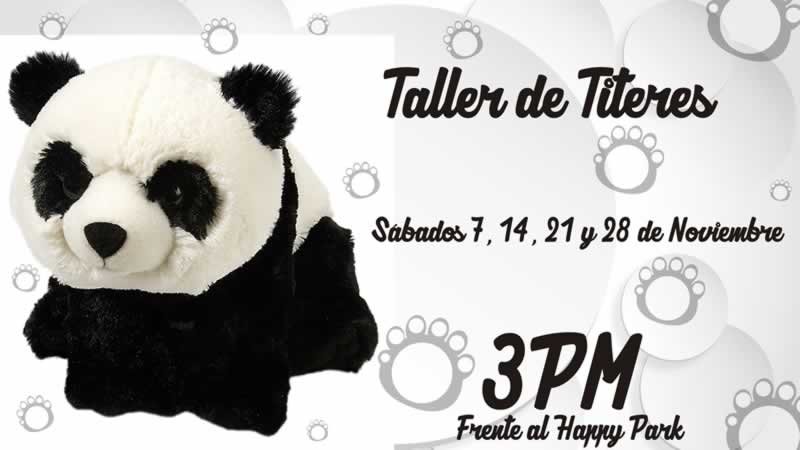 Taller de Títeres
Sábados 7, 14, 21 y 28 de Noviembre
3PM
Frente al Happy Park